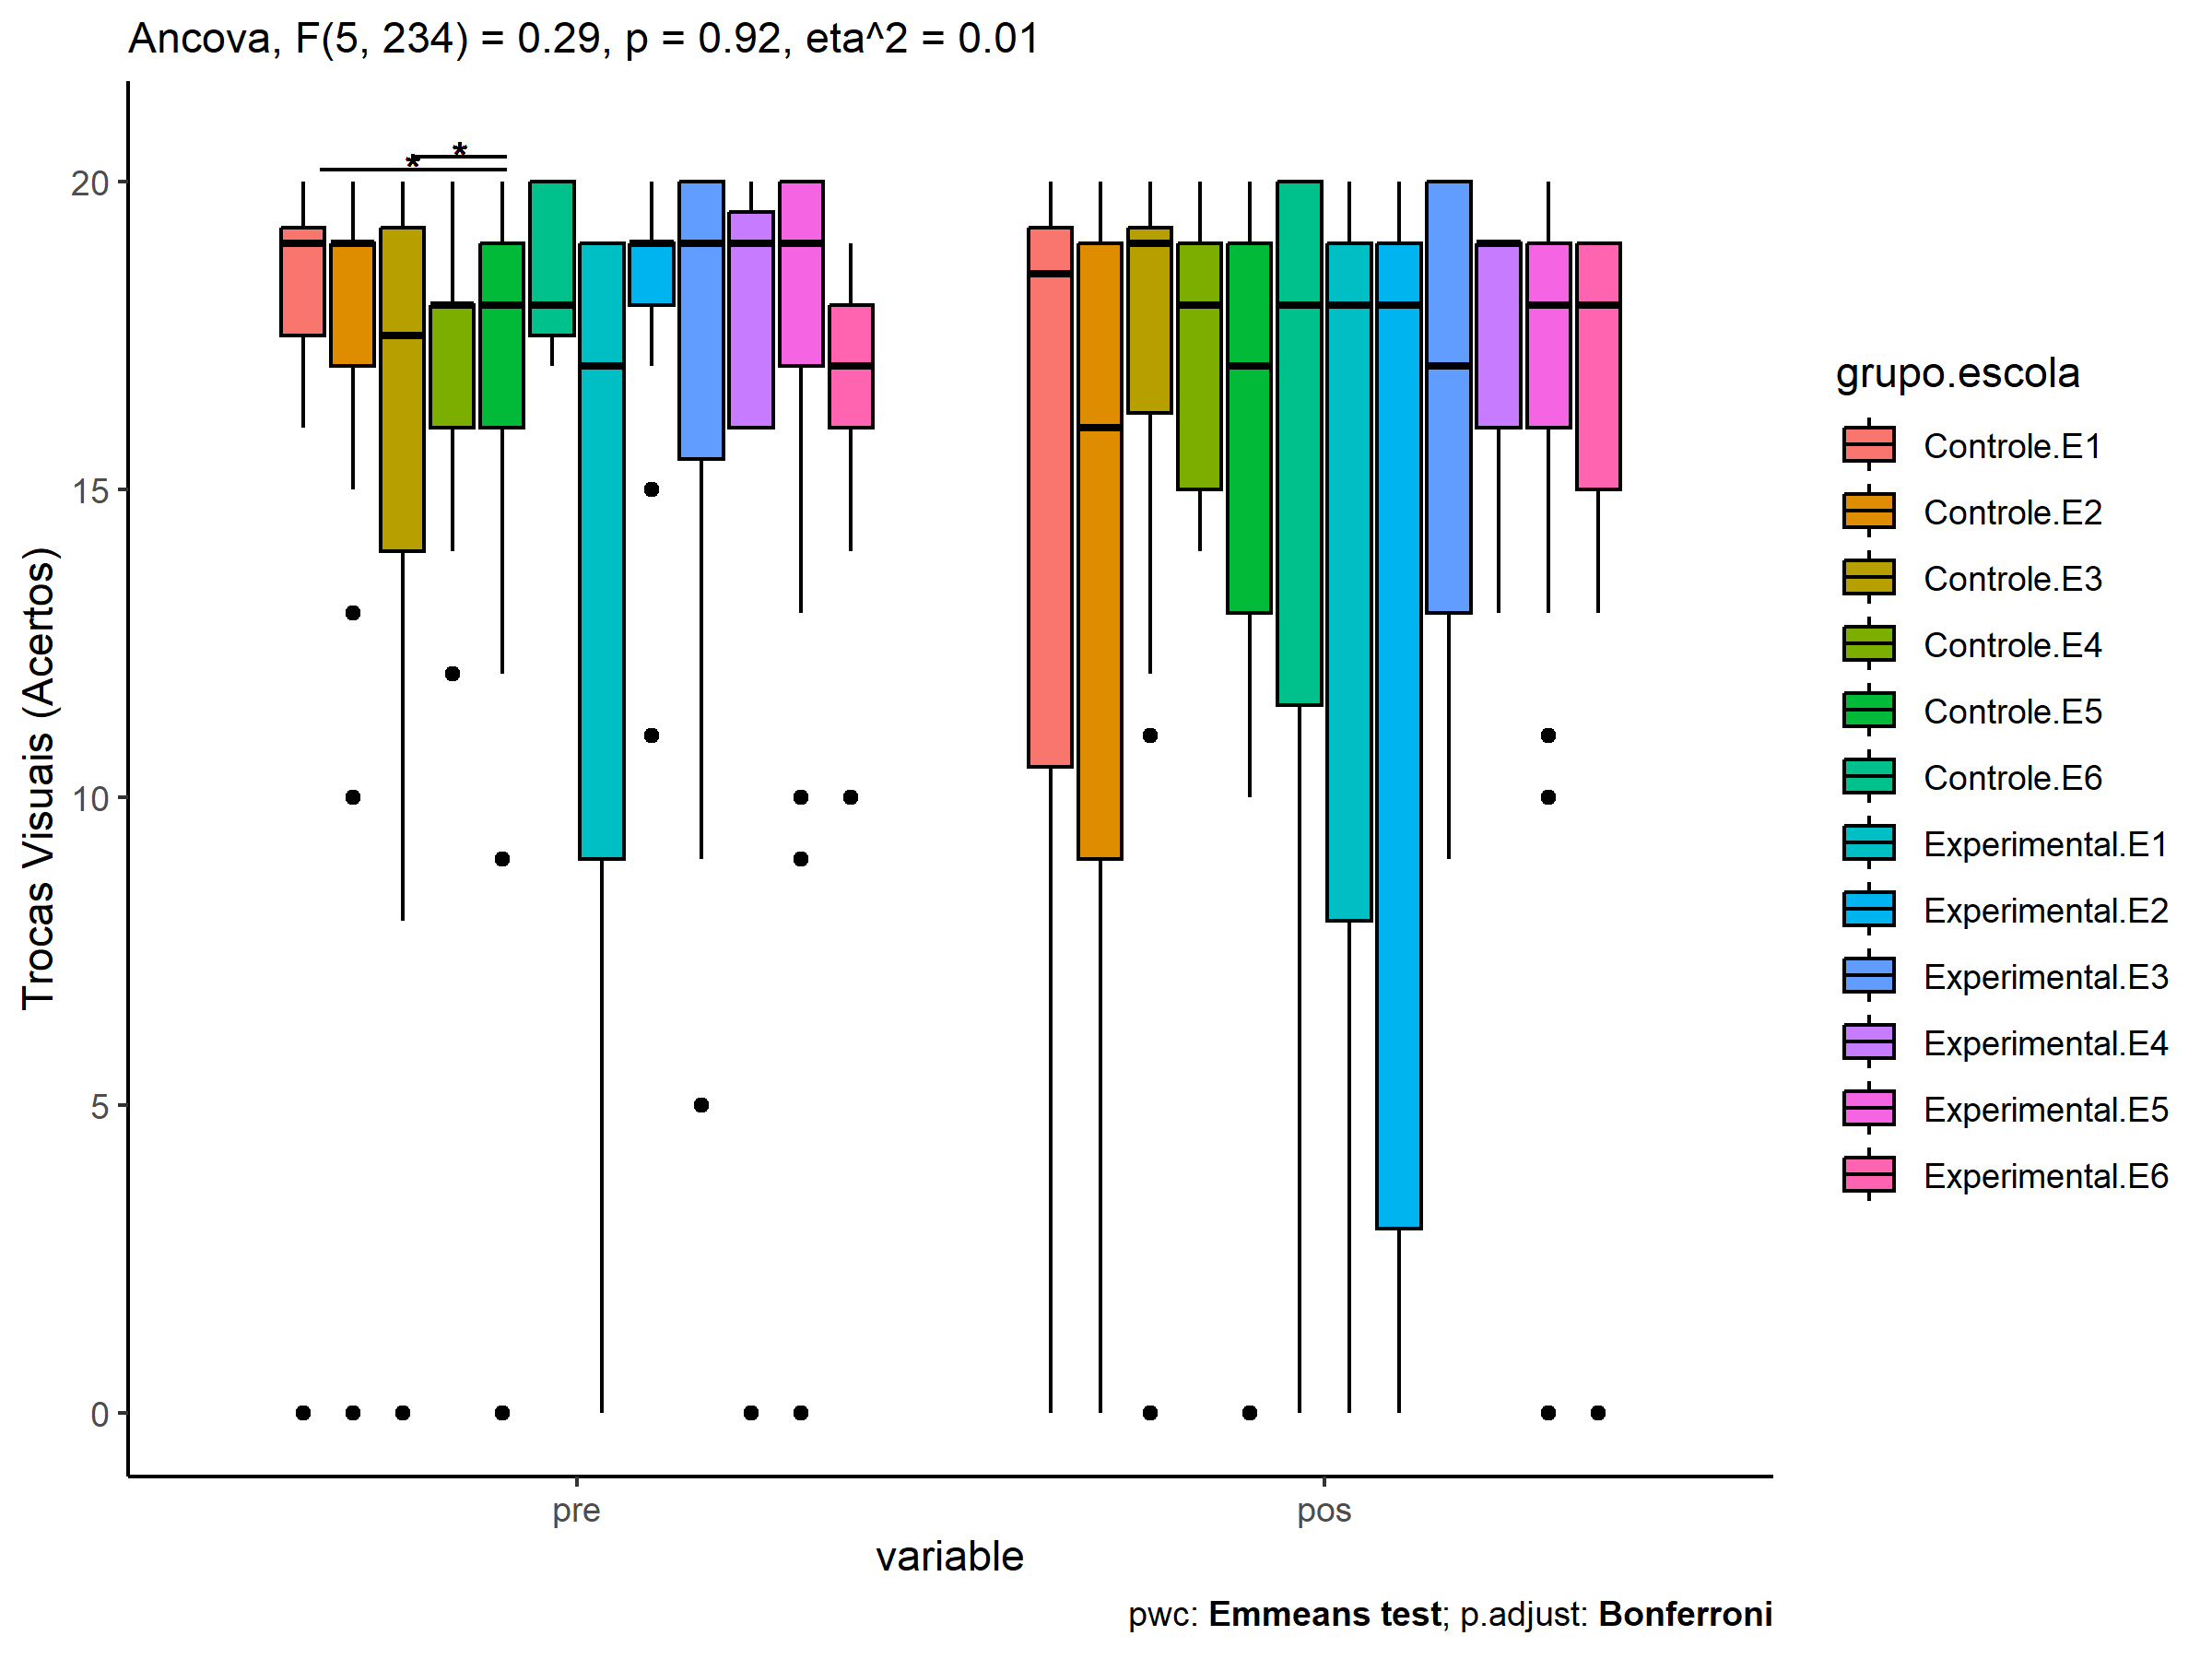 Ancova, F(5, 234) = 0.29, p = 0.92, eta^2 = 0.01
*
*
20
15
10
5
0
Trocas Visuais (Acertos)
pre
pos
variable
pwc: Emmeans test; p.adjust: Bonferroni
grupo.escola
Controle.E1
Controle.E2
Controle.E3
Controle.E4
Controle.E5
Controle.E6
Experimental.E1
Experimental.E2
Experimental.E3
Experimental.E4
Experimental.E5
Experimental.E6